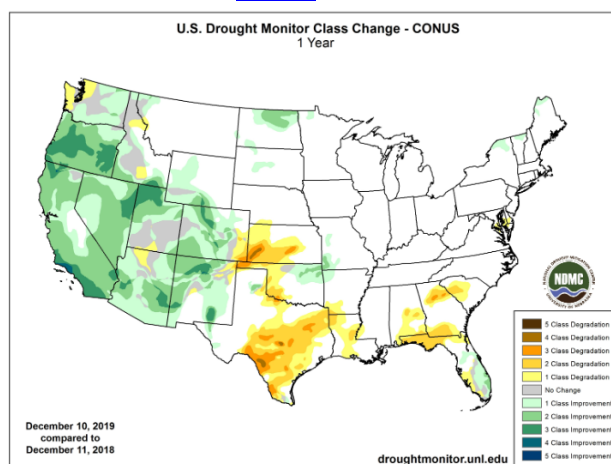 U.S. Drought Monitor Class Change - CONUS
1 Year
NDMC
5 Class Degradation
4 Class Degradation
3 Class Degradation
2 Class Degradation
1 Class Degradation
No Change
1 Class Improvement
2 Class Improvement
3 Class Improvement
4 Class Improvement
5 Class Improvement
December 10, 2019
compared to
December 11, 2018
droughtmonitor.unl.edu